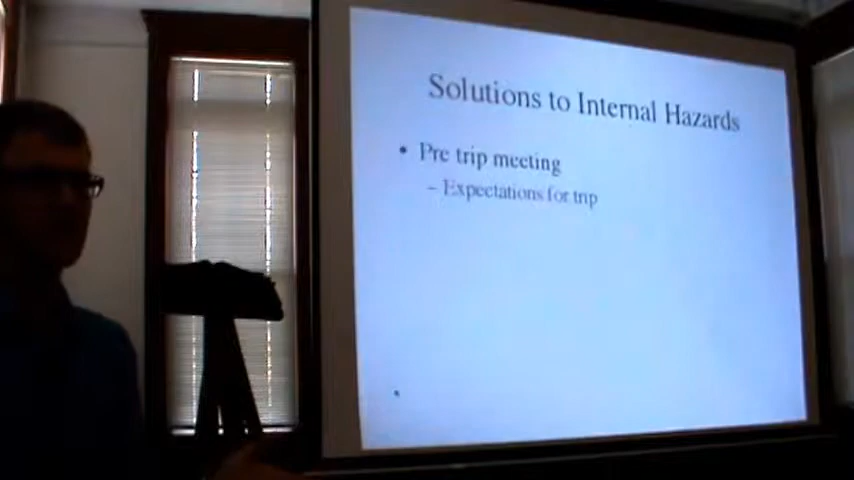 Solutions to Internal Hazards
• Pre trip meeting
– Expectations for trip